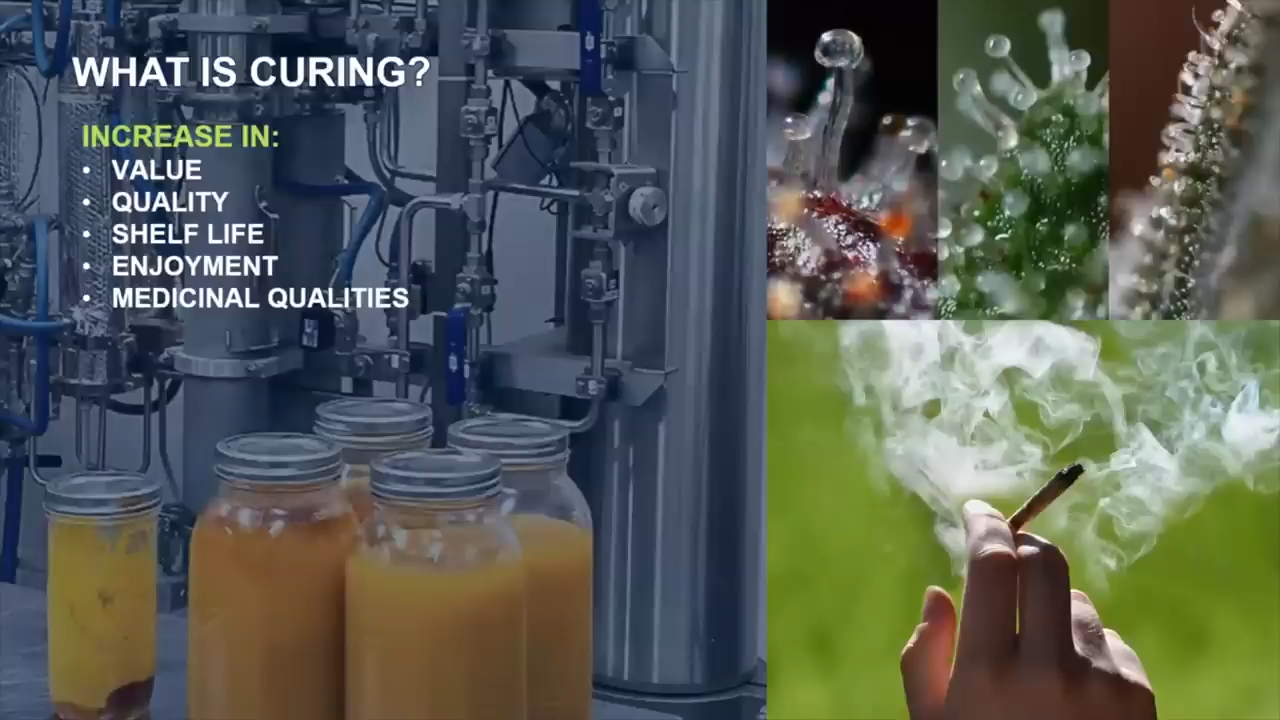 WHAT IS CURING?
INCREASE IN:
• VALUE
• QUALITY
• SHELF LIFE
• ENJOYMENT
• MEDICINAL QUALITIES